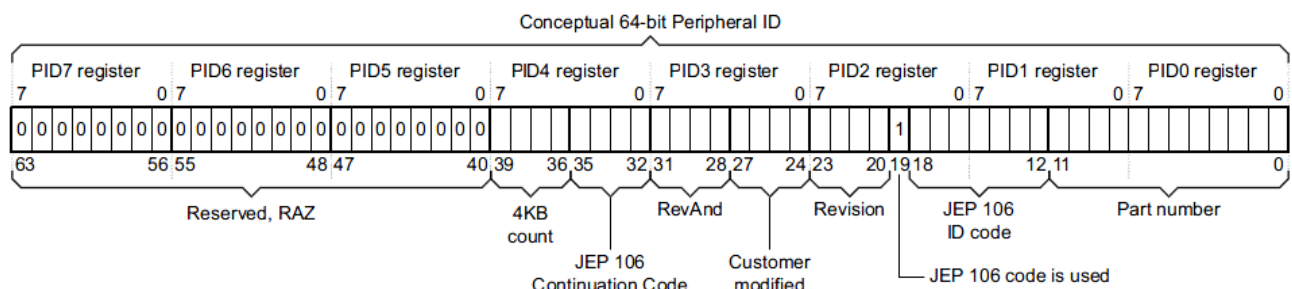 Conceptual 64-bit Peripheral ID
PID7 register PID6 register PID5 register PID4 register PID3 register PID2 register PID1 register PID0 register
7 0 7 0 7 0 7 0 7 0 7 0 7 0 7 0
0 0 0 0 0 0 0 0 0 0 0 0 0 0 0 0 0 0 0 0 0 0 0 0 1
63 56 55 48 47 40 39 36 35 32 31 28 27 24 23 20 19 18 12 11 0
Reserved, RAZ 4KB RevAnd Revision JEP 106 Part number
count ID code
JEP 106 Customer JEP 106 code is used
Continuation Code modified